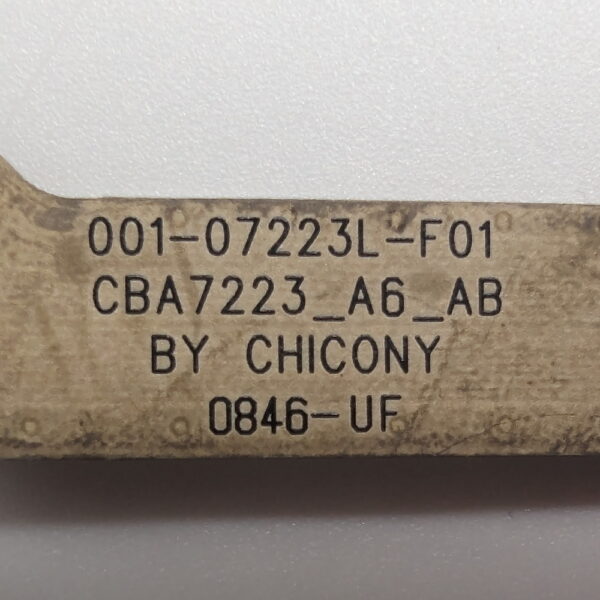 001-07223L-F01
CBA7223_A6_AB
BY CHICONY
0846-UF